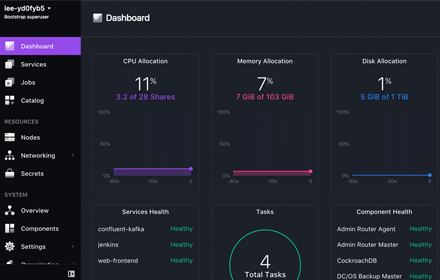 lee-yd0fyb5
Bootstrap superuser
Dashboard
Services
Jobs
Catalog
RESOURCES
Nodes
Networking
Secrets
SYSTEM
Overview
Components
Settings
Organization
Dashboard
CPU Allocation
11%
3.2 of 28 Shares
100%
50%
0%
-60s -30s 0
Memory Allocation
7%
7 GiB of 103 GiB
100%
50%
0%
-60s -30s 0
Disk Allocation
1%
5 GiB of 1 TiB
100%
50%
0%
-60s -30s 0
Services Health
confluent-kafka Healthy
jenkins Healthy
web-frontend Healthy
Tasks
4
Total Tasks
Component Health
Admin Router Agent Healthy
Admin Router Master Healthy
CockroachDB Healthy
DC/OS Backup Master Healthy